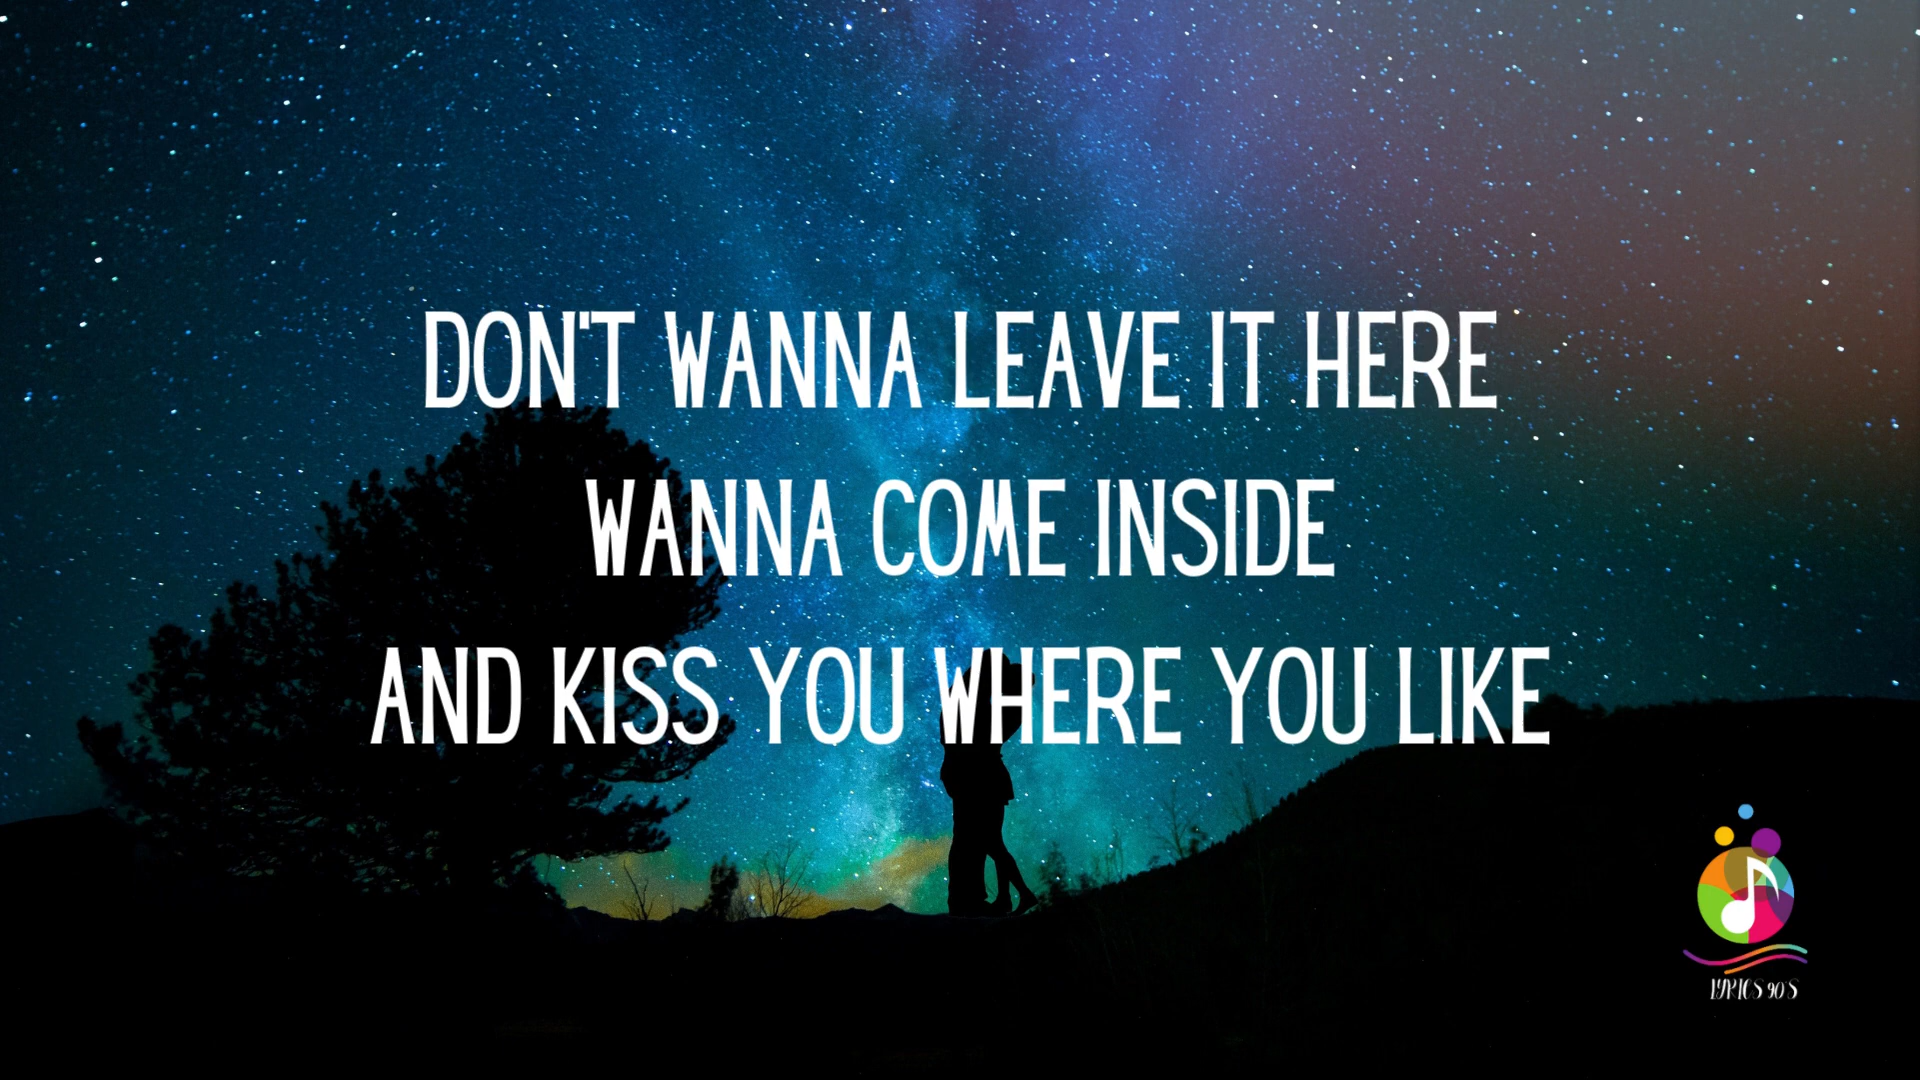 DON'T WANNA LEAVE IT HERE
WANNA COME INSIDE
AND KISS YOU WHERE YOU LIKE
LYRICS 90'S